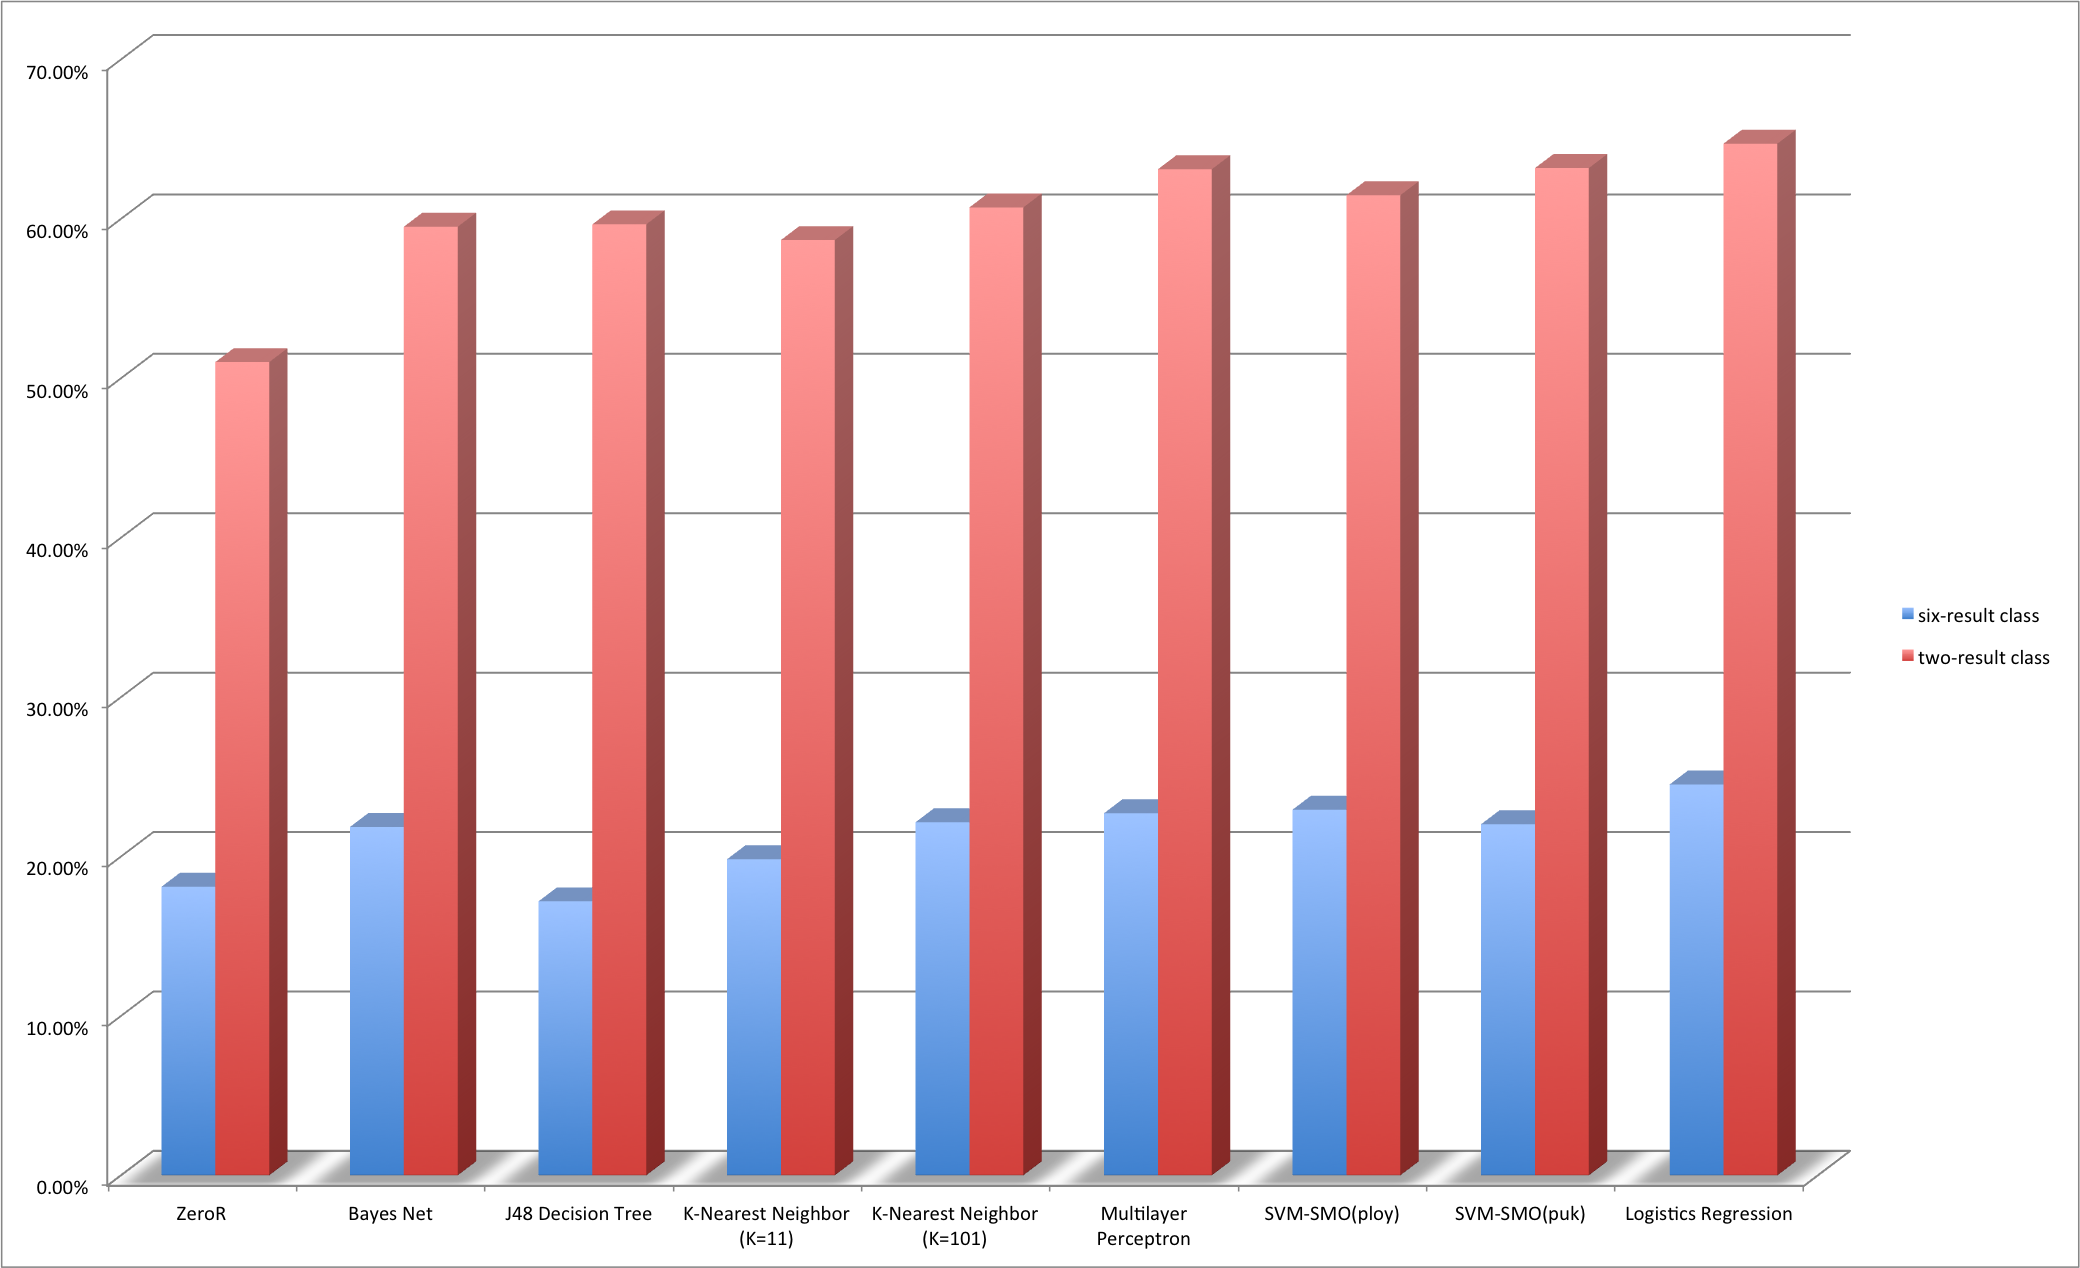 70.00%
60.00%
50.00%
40.00%
30.00%
20.00%
10.00%
0.00%
ZeroR
Bayes Net
J48 Decision Tree
K-Nearest Neighbor
(K=11)
K-Nearest Neighbor
(K=101)
Multilayer
Perceptron
SVM-SMO(ploy)
SVM-SMO(puk)
Logistics Regression
six-result class
two-result class